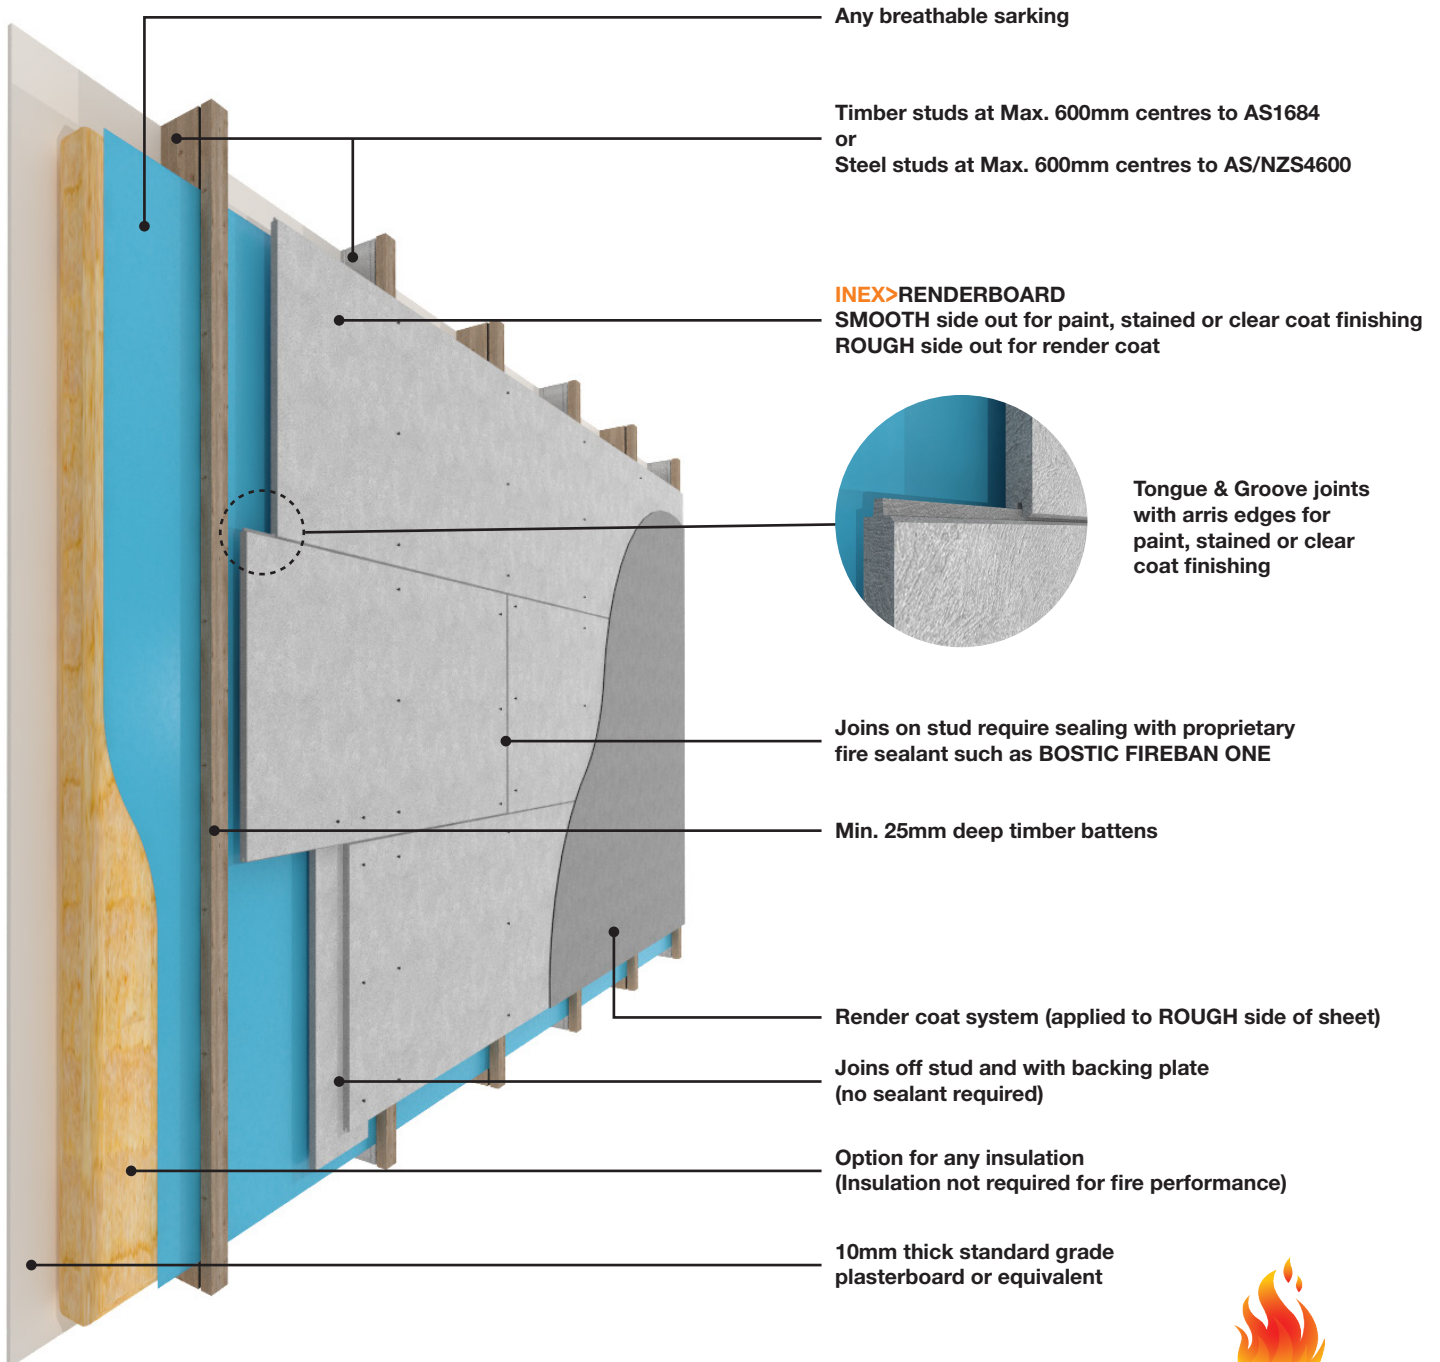 Any breathable sarking
Timber studs at Max. 600mm centres to AS1684
or
Steel studs at Max. 600mm centres to AS/NZS4600
INEX>RENDERBOARD
SMOOTH side out for paint, stained or clear coat finishing
ROUGH side out for render coat
Tongue & Groove joints
with arris edges for
paint, stained or clear
coat finishing
Joins on stud require sealing with proprietary
fire sealant such as BOSTIC FIREBAN ONE
Min. 25mm deep timber battens
Render coat system (applied to ROUGH side of sheet)
Joins off stud and with backing plate
(no sealant required)
Option for any insulation
(Insulation not required for fire performance)
10mm thick standard grade
plasterboard or equivalent